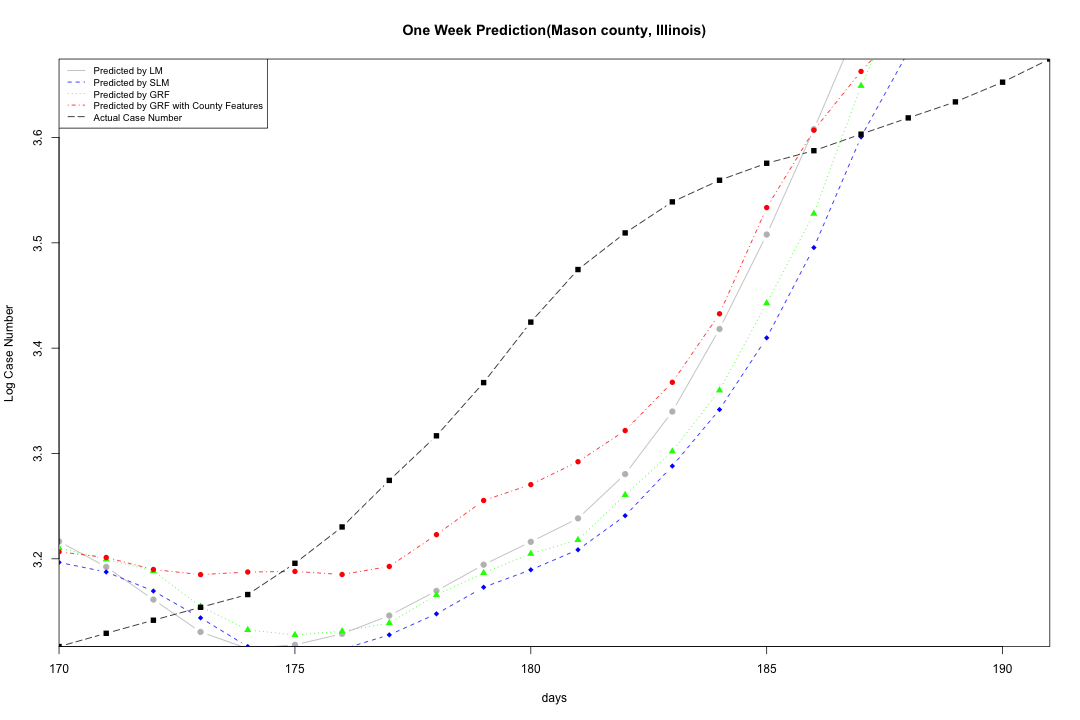 One Week Prediction(Mason county, Illinois)
Predicted by LM
Predicted by SLM
Predicted by GRF
Predicted by GRF with County Features
Actual Case Number
Log Case Number
3.6
3.5
3.4
3.3
3.2
170 175 180 185 190
days